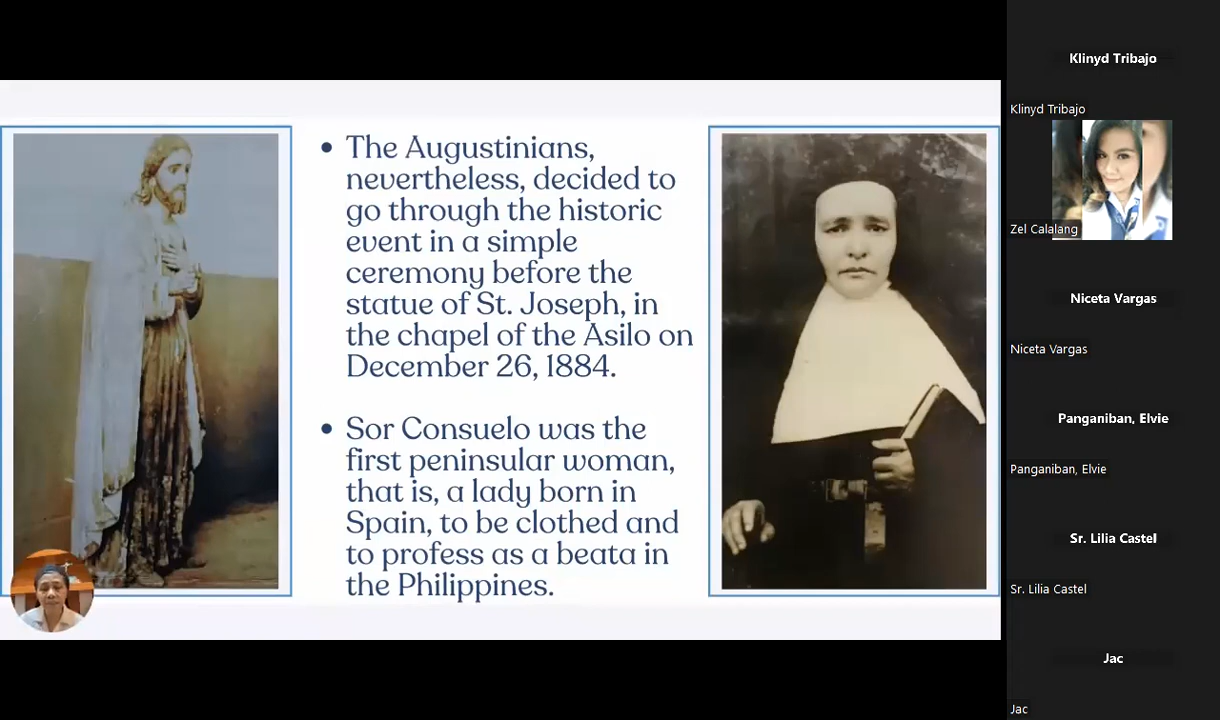 • The Augustinians,
nevertheless, decided to
go through the historic
event in a simple
ceremony before the
statue of St. Joseph, in
the chapel of the Asilo on
December 26, 1884.
• Sor Consuelo was the
first peninsular woman,
that is, a lady born in
Spain, to be clothed and
to profess as a beata in
the Philippines.
Klinyd Tribajo
Klinyd Tribajo
Zel Calalang
Niceta Vargas
Niceta Vargas
Panganiban, Elvie
Panganiban, Elvie
Sr. Lilia Castel
Sr. Lilia Castel
Jac
Jac